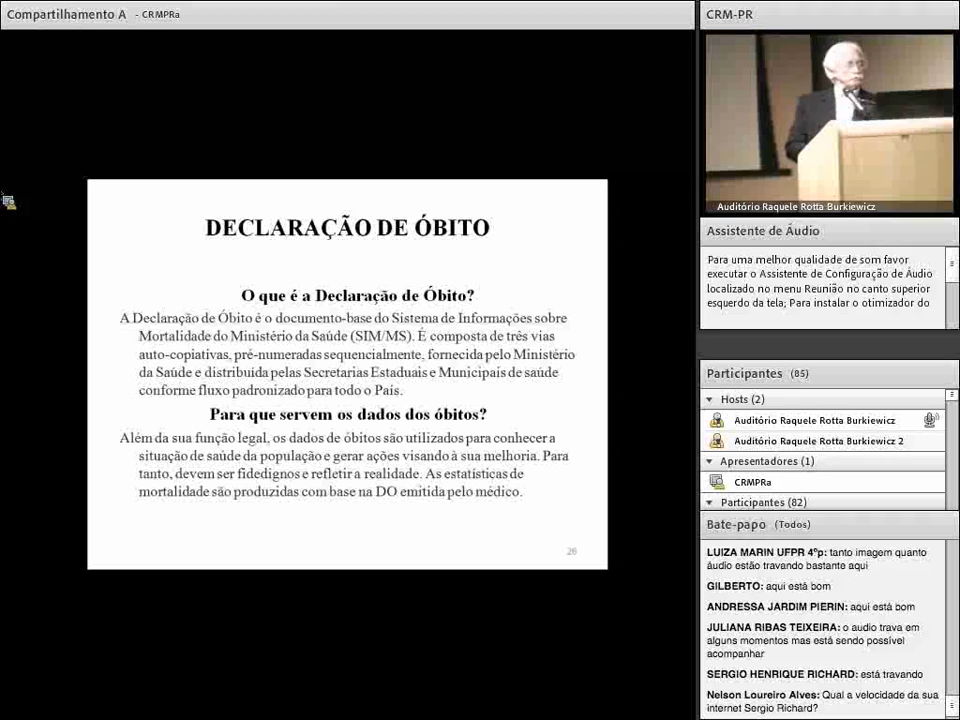 Compartilhamento A - CRMPRa
DECLARAÇÃO DE ÓBITO
O que é a Declaração de Óbito?
A Declaração de Óbito é o documento-base do Sistema de Informações sobre
Mortalidade do Ministério da Saúde (SIM/MS). É composta de três vias
auto-copiativas, pré-numeradas sequencialmente, fornecida pelo Ministério
da Saúde e distribuída pelas Secretarias Estaduais e Municipais de saúde
conforme fluxo padronizado para todo o País.
Para que servem os dados dos óbitos?
Além da sua função legal, os dados de óbitos são utilizados para conhecer a
situação de saúde da população e gerar ações visando à sua melhoria. Para
tanto, devem ser fidedignos e refletir a realidade. As estatísticas de
mortalidade são produzidas com base na DO emitida pelo médico.
26
CRM-PR
Auditório Raquele Rotta Burkiewicz
Assistente de Áudio
Para uma melhor qualidade de som favor
executar o Assistente de Configuração de Áudio
localizado no menu Reunião no canto superior
esquerdo da tela; Para instalar o otimizador do
Participantes (85)
Hosts (2)
Auditório Raquele Rotta Burkiewicz
Auditório Raquele Rotta Burkiewicz 2
Apresentadores (1)
CRMPRa
Participantes (82)
Bate-papo (Todos)
LUIZA MARIN UFPR 4ºp: tanto imagem quanto
áudio estão travando bastante aqui
GILBERTO: aqui está bom
ANDRESSA JARDIM PIERIN: aqui está bom
JULIANA RIBAS TEIXEIRA: o audio trava em
alguns momentos mas está sendo possível
acompanhar
SERGIO HENRIQUE RICHARD: está travando
Nelson Loureiro Alves: Qual a velocidade da sua
internet Sergio Richard?